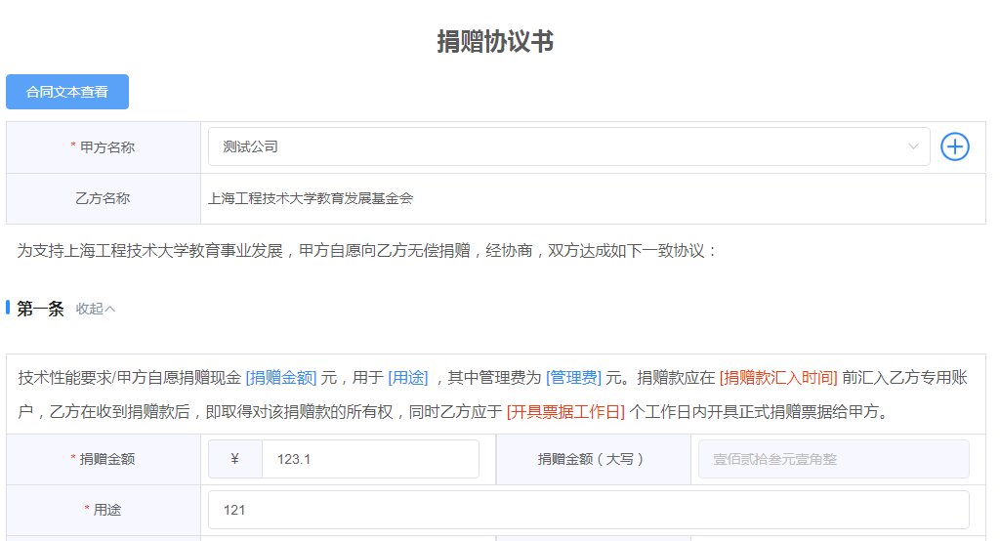 捐赠协议书
合同文本查看
* 甲方名称
测试公司
乙方名称
上海工程技术大学教育发展基金会
为支持上海工程技术大学教育事业发展，甲方自愿向乙方无偿捐赠，经协商，双方达成如下一致协议：
第一条 收起
技术性能要求/甲方自愿捐赠现金 [捐赠金额] 元，用于 [用途] ，其中管理费为 [管理费] 元。捐赠款应在 [捐赠款汇入时间] 前汇入乙方专用账
户，乙方在收到捐赠款后，即取得对该捐赠款的所有权，同时乙方应于 [开具票据工作日] 个工作日内开具正式捐赠票据给甲方。
* 捐赠金额
¥ 123.1
捐赠金额（大写）
壹佰贰拾叁元壹角整
* 用途
121